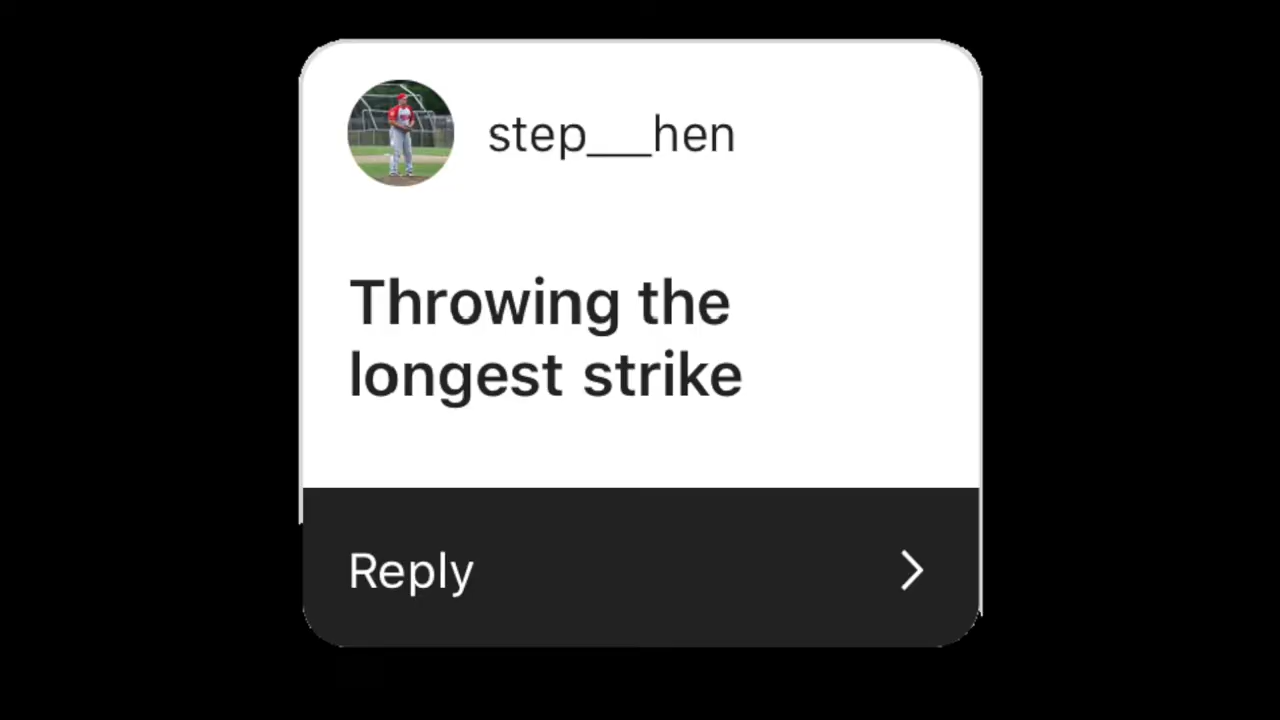 step___hen
Throwing the
longest strike
Reply